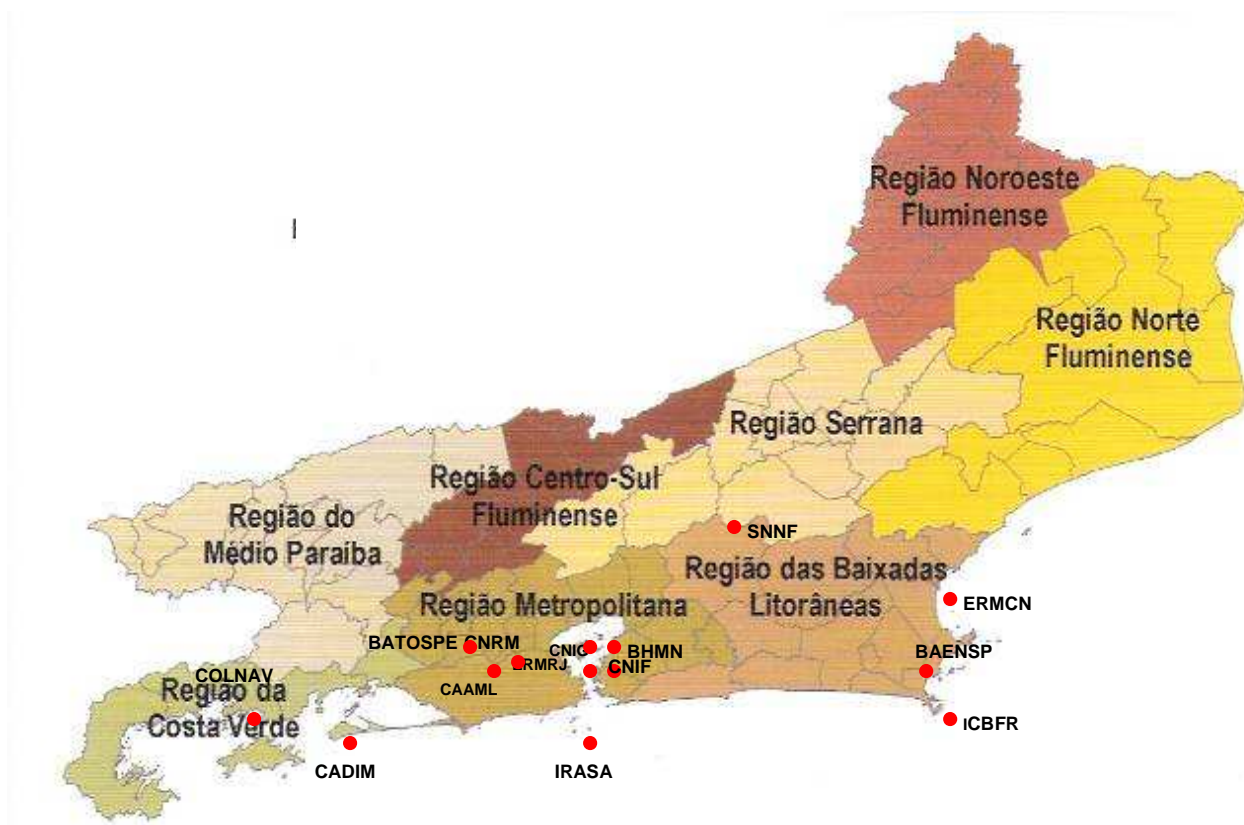 Região Noroeste
Fluminense
Região Norte
Fluminense
Região Serrana
Região Centro-Sul
Fluminense
Região do
Médio Paraíba
SNNF
Região das Baixadas
Litorâneas
Região Metropolitana
ERMCN
BATOSPE CNRM
CNIG
BHMN
BAENSP
ERMRJ
CNIF
COLNAV
CAAML
Região da
Costa Verde
ICBFR
CADIM
IRASA